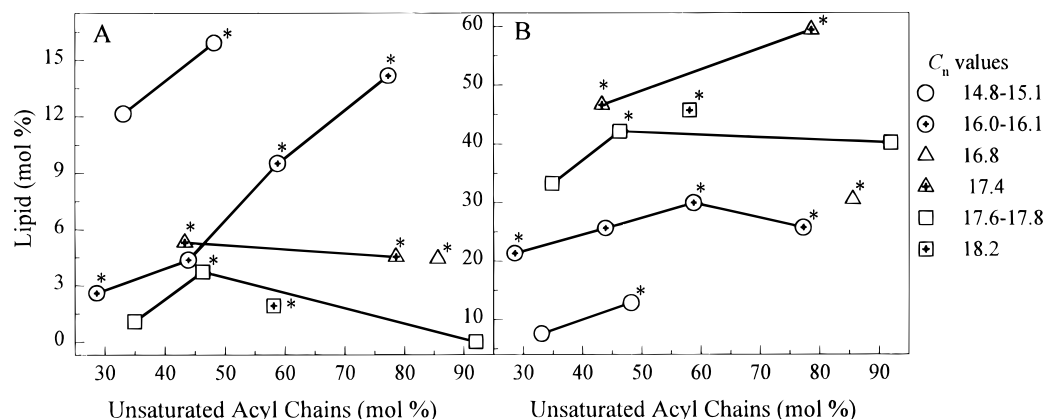 A
B
Lipid (mol %)
15
12
9
6
3
0
60
50
40
30
20
10
30 40 50 60 70 80 90
30 40 50 60 70 80 90
Unsaturated Acyl Chains (mol %)
Unsaturated Acyl Chains (mol %)
Cn values
14.8-15.1
16.0-16.1
16.8
17.4
17.6-17.8
18.2